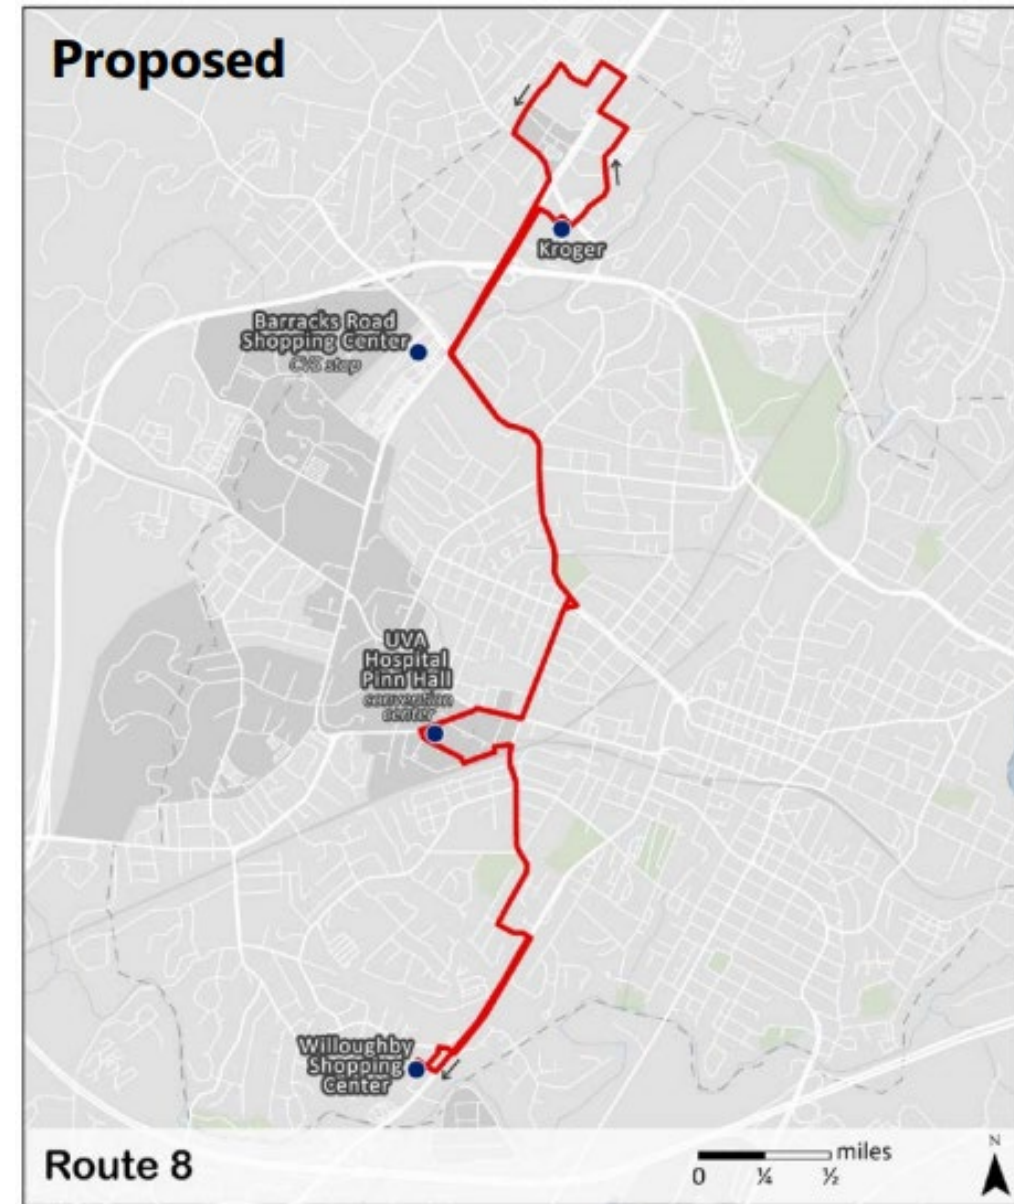 Proposed
Kroger
Barracks Road
Shopping Center
CVS stop
UVA
Hospital
Pinn Hall
convention
center
Willoughby
Shopping
Center
Route 8
miles
0 ¼ ½
N